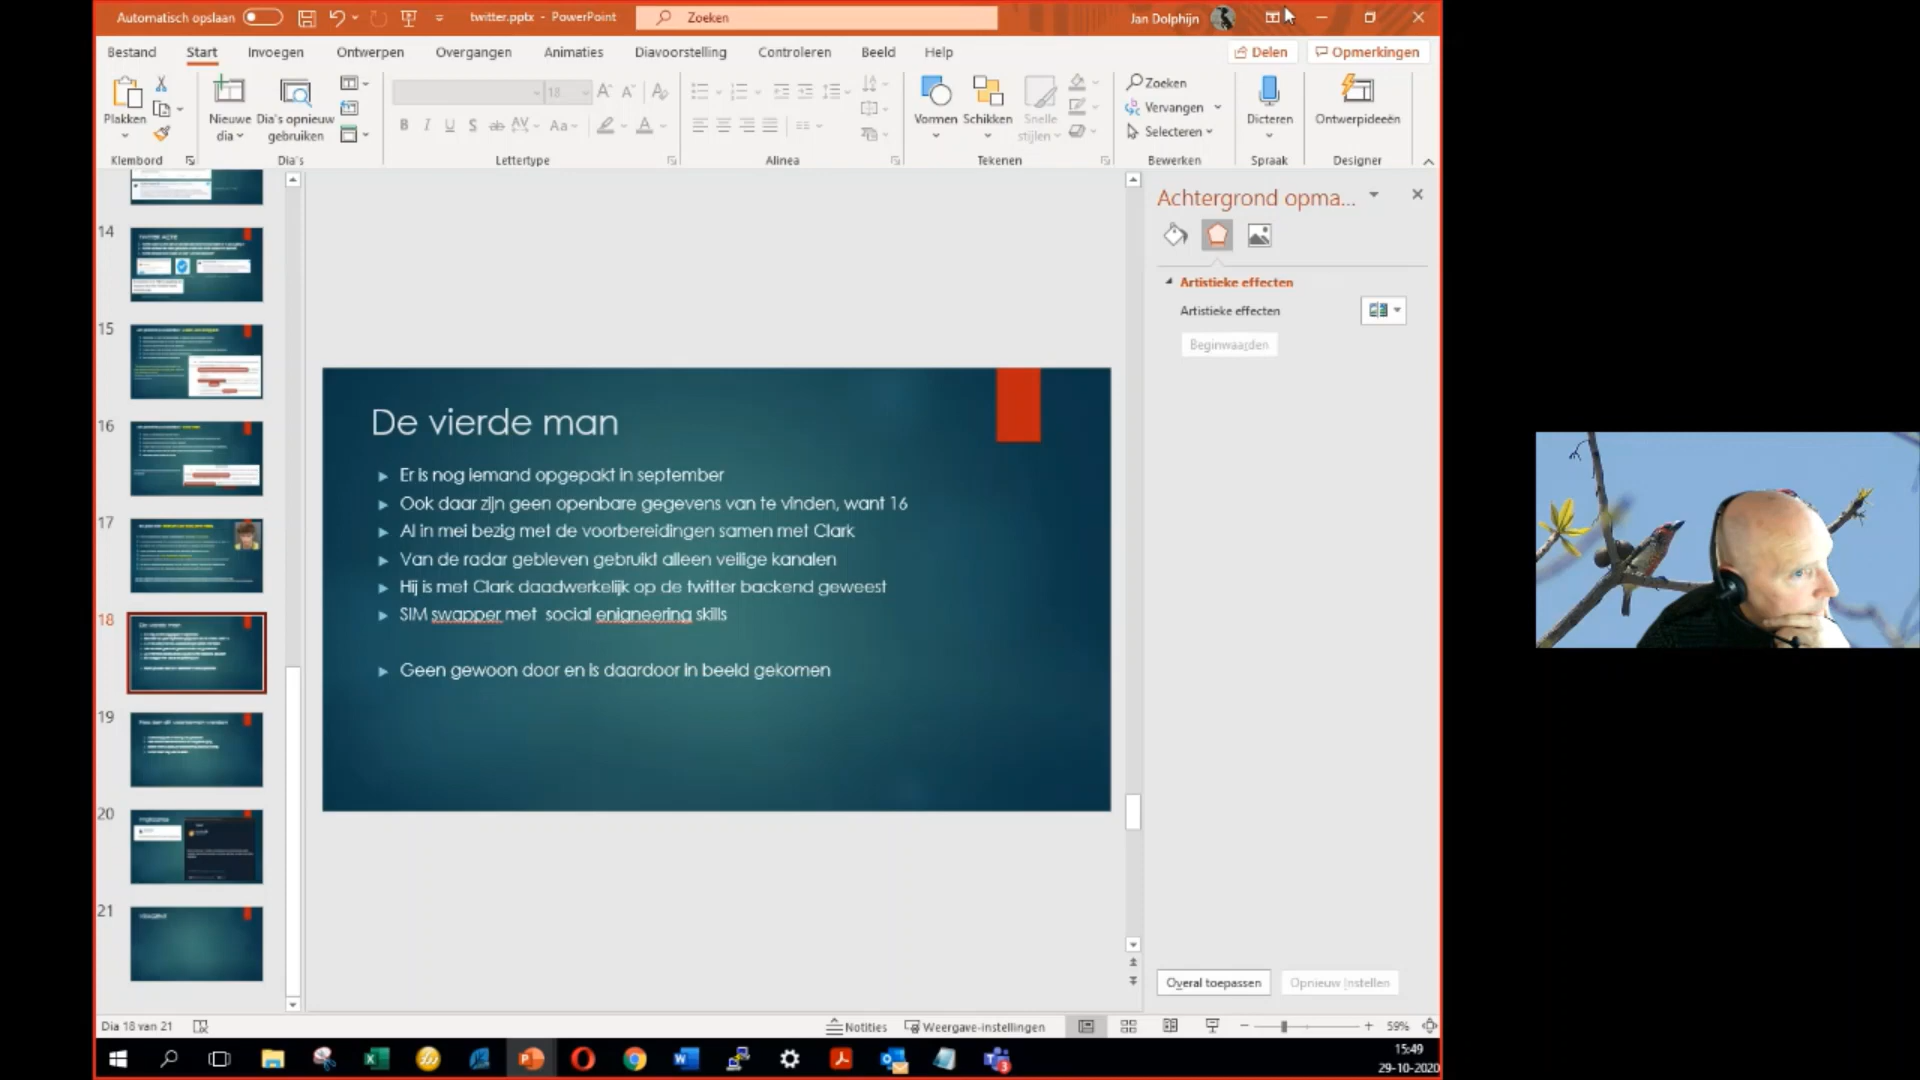 Automatisch opslaan
twitter.pptx - PowerPoint
Zoeken
Jan Dolphijn
Bestand
Start
Invoegen
Ontwerpen
Overgangen
Animaties
Diavoorstelling
Controleren
Beeld
Help
Delen
Opmerkingen
Plakken
Nieuwe dia
Dia's opnieuw gebruiken
18
Vormen
Schikken
Snelle stijlen
Zoeken
Vervangen
Selecteren
Dicteren
Ontwerpideeën
Klembord
Dia's
Lettertype
Alinea
Tekenen
Bewerken
Spraak
Designer
14
15
16
17
18
De vierde man
19
20
21
De vierde man
Er is nog iemand opgepakt in september
Ook daar zijn geen openbare gegevens van te vinden, want 16
Al in mei bezig met de voorbereidingen samen met Clark
Van de radar gebleven gebruikt alleen veilige kanalen
Hij is met Clark daadwerkelijk op de twitter backend geweest
SIM swapper met  social enigneering skills
Geen gewoon door en is daardoor in beeld gekomen
Achtergrond opma...
Artistieke effecten
Artistieke effecten
Beginwaarden
Overal toepassen
Opnieuw instellen
Dia 18 van 21
Notities
Weergave-instellingen
59%
15:49
29-10-2020